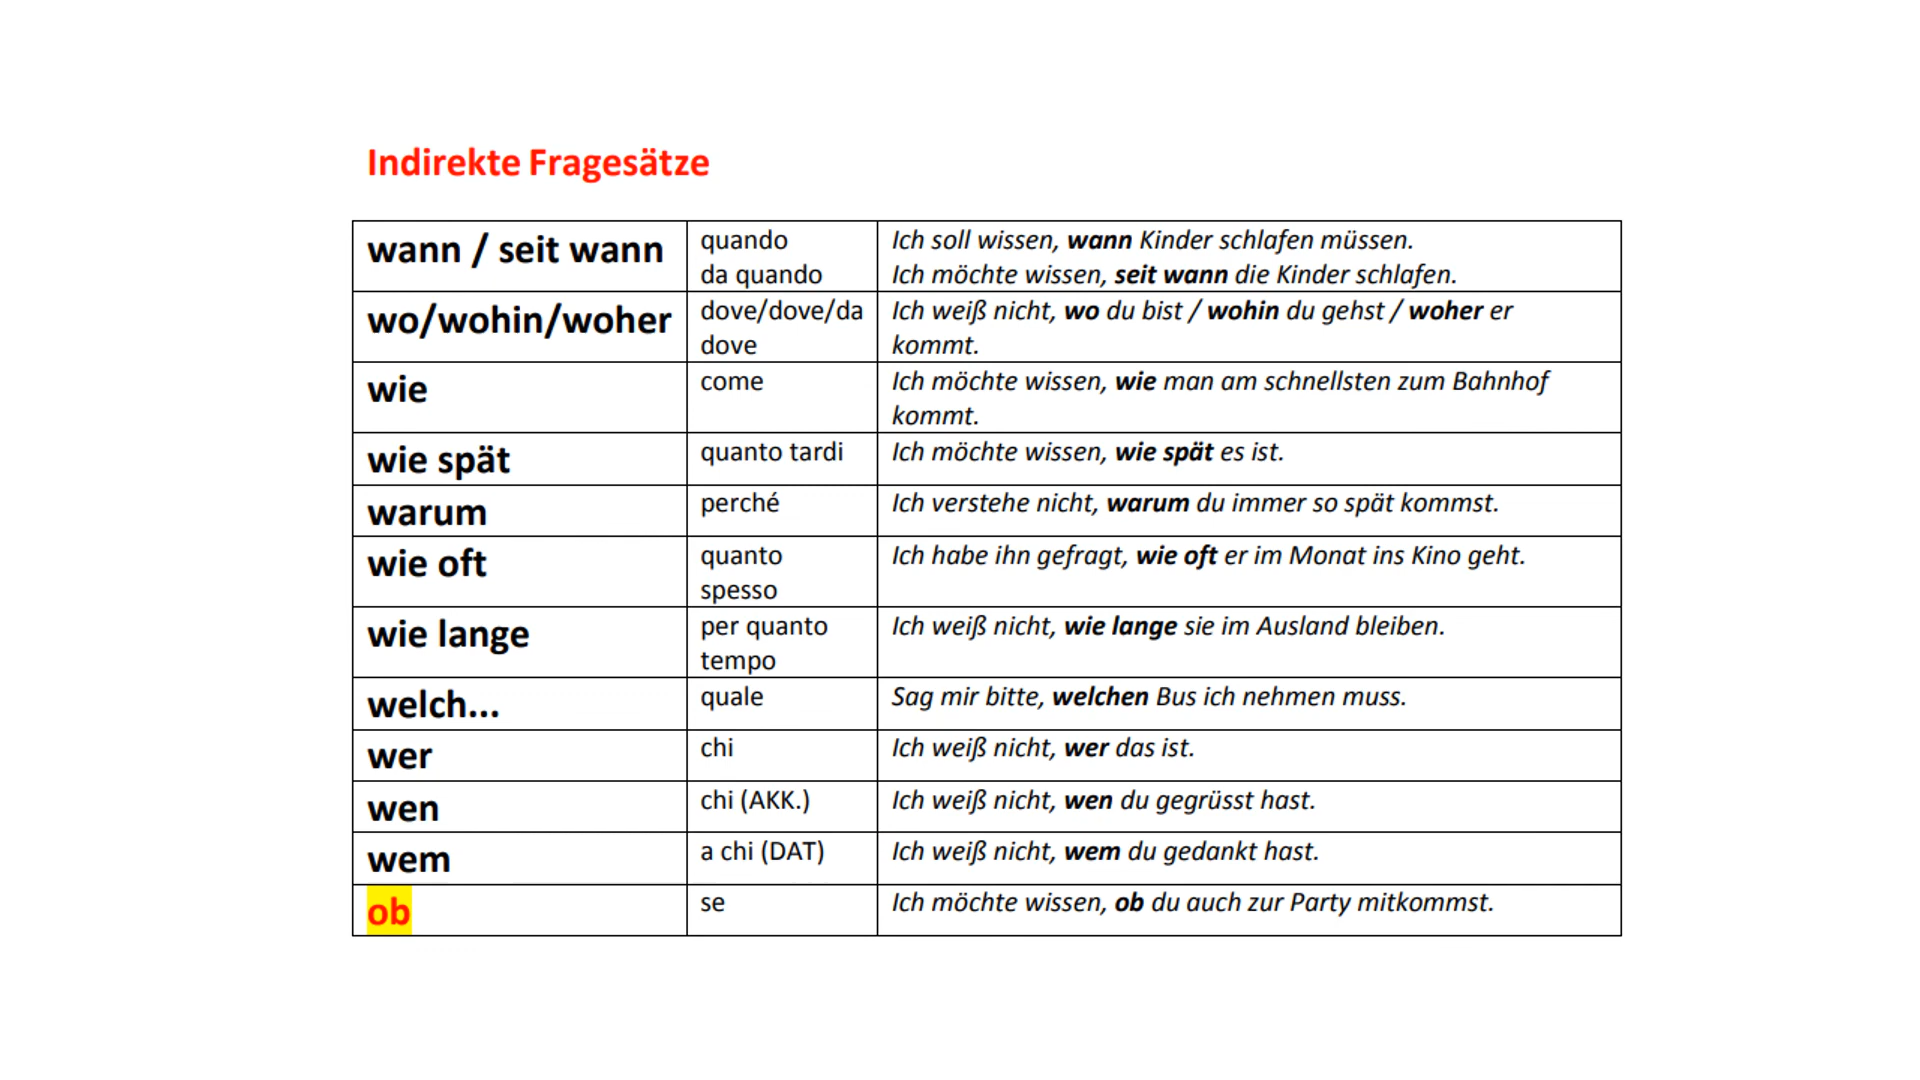 Indirekte Fragesätze
wann / seit wann
quando
da quando
Ich soll wissen, wann Kinder schlafen müssen.
Ich möchte wissen, seit wann die Kinder schlafen.
wo/wohin/woher
dove/dove/da
dove
Ich weiß nicht, wo du bist / wohin du gehst / woher er
kommt.
wie
come
Ich möchte wissen, wie man am schnellsten zum Bahnhof
kommt.
wie spät
quanto tardi
Ich möchte wissen, wie spät es ist.
warum
perché
Ich verstehe nicht, warum du immer so spät kommst.
wie oft
quanto
spesso
Ich habe ihn gefragt, wie oft er im Monat ins Kino geht.
wie lange
per quanto
tempo
Ich weiß nicht, wie lange sie im Ausland bleiben.
welch...
quale
Sag mir bitte, welchen Bus ich nehmen muss.
wer
chi
Ich weiß nicht, wer das ist.
wen
chi (AKK.)
Ich weiß nicht, wen du gegrüsst hast.
wem
a chi (DAT)
Ich weiß nicht, wem du gedankt hast.
ob
se
Ich möchte wissen, ob du auch zur Party mitkommst.